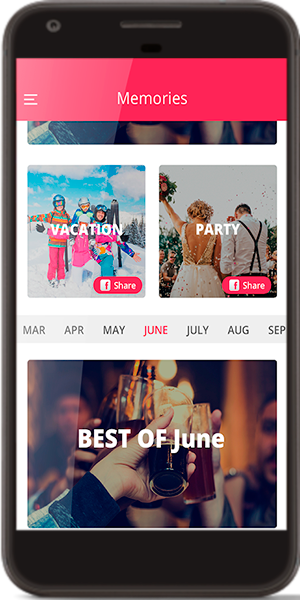 Memories
VACATION
PARTY
f Share
f Share
MAR APR MAY JUNE JULY AUG SEP
BEST OF June